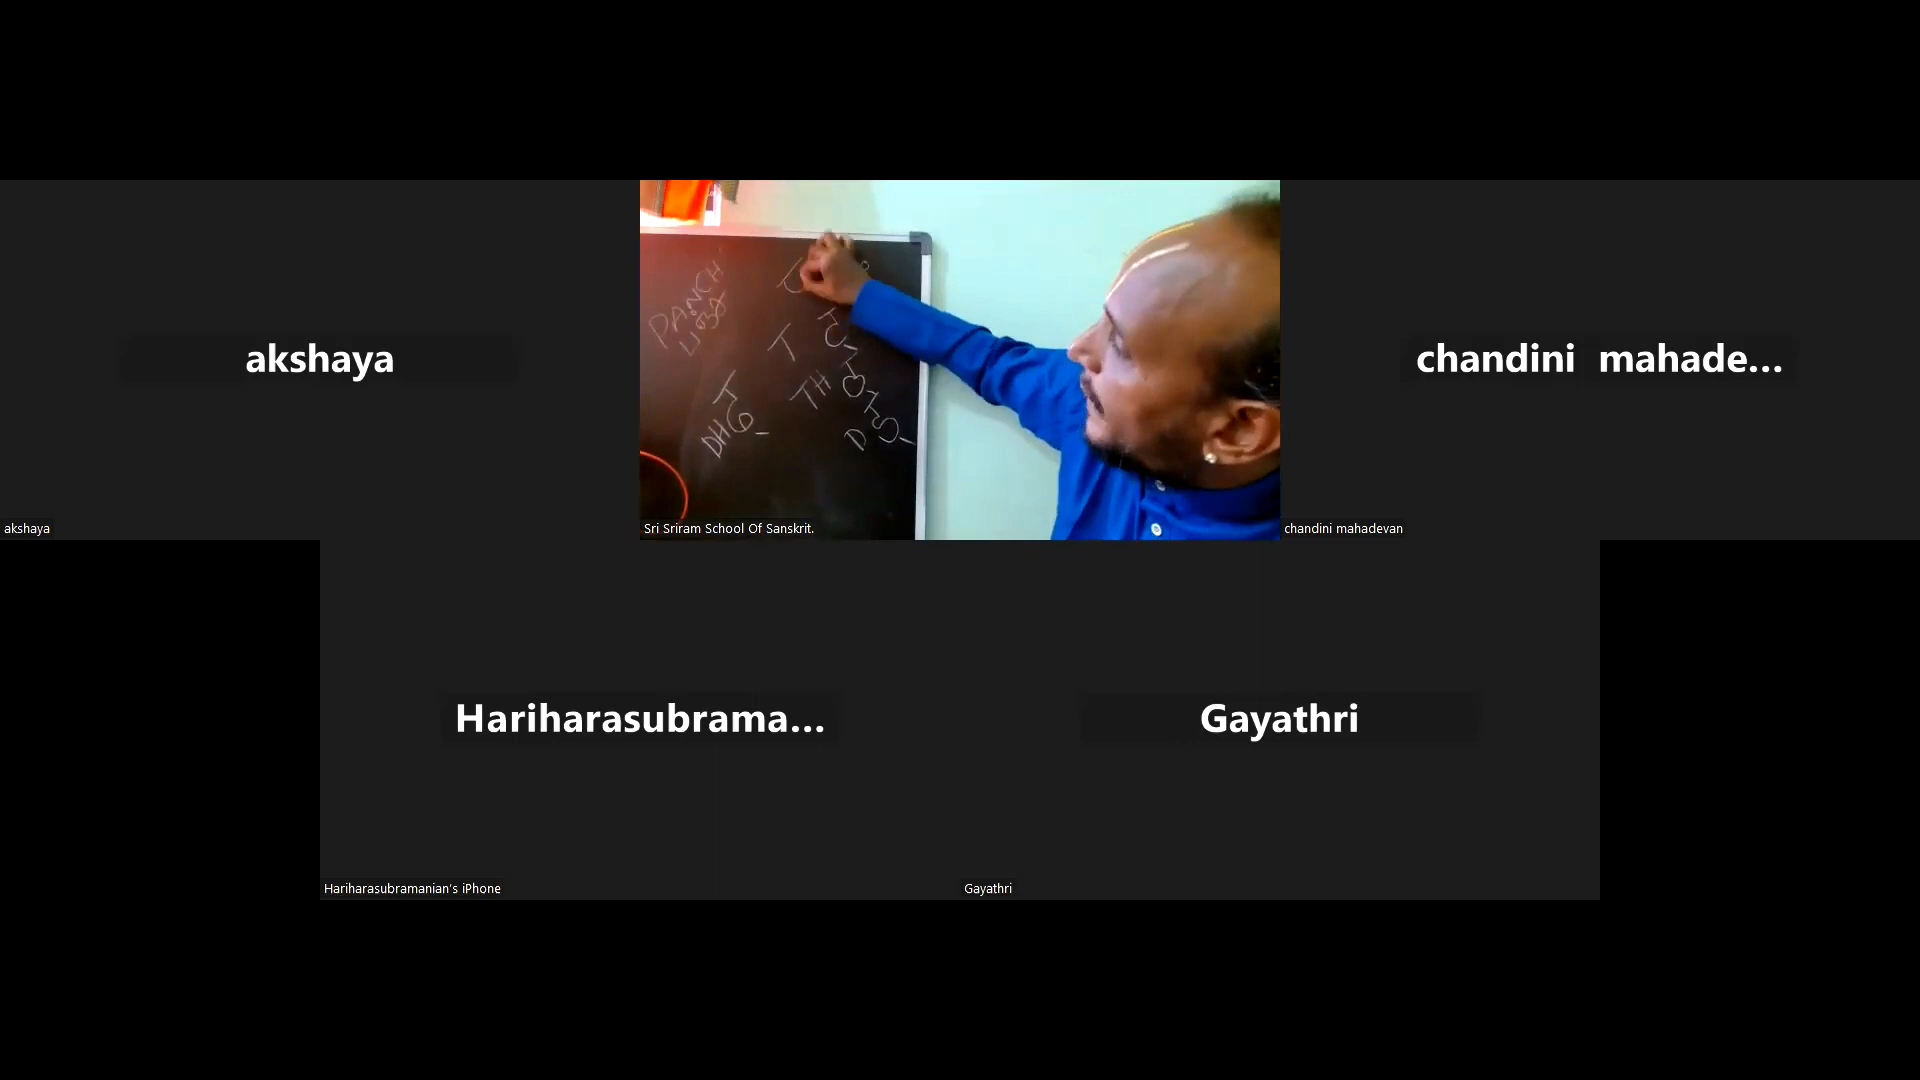 akshaya
chandini mahade...
PANCH
T ट्
TH ठ्
D ड्
DH ढ्
akshaya
Sri Sriram School Of Sanskrit.
chandini mahadevan
Hariharasubrama...
Gayathri
Hariharasubramanian's iPhone
Gayathri